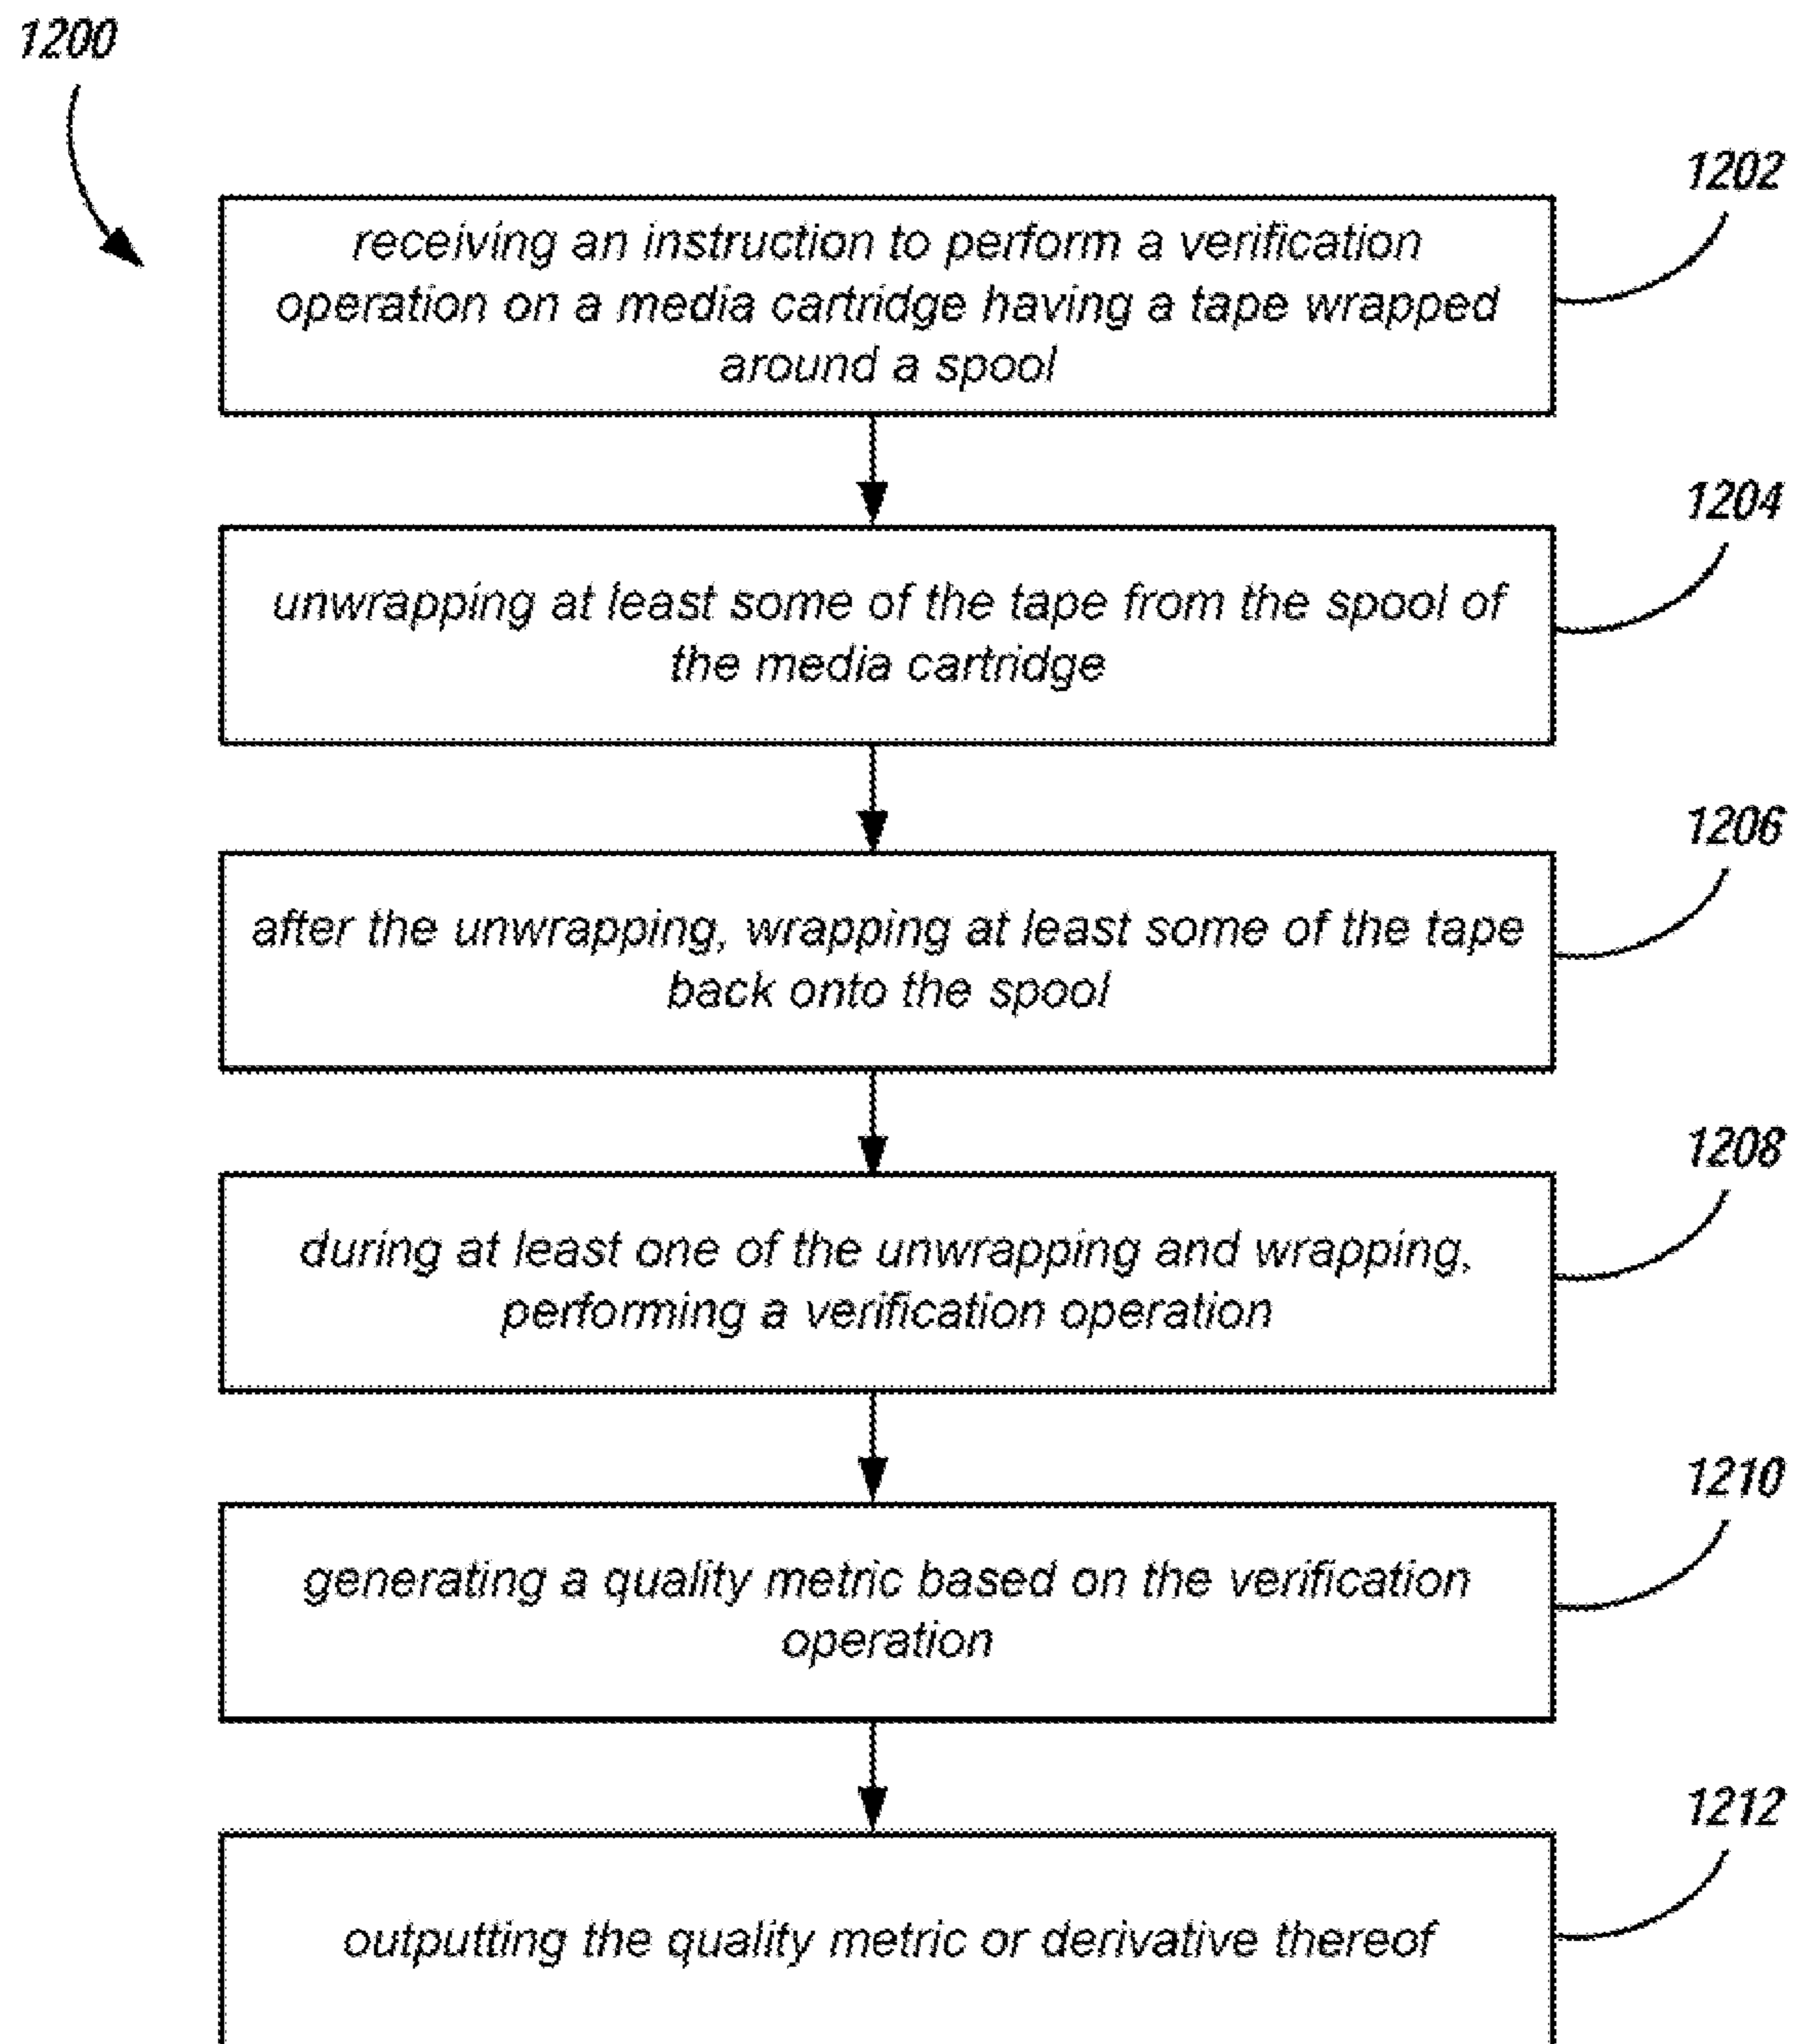 1200
1202
receiving an instruction to perform a verification
operation on a media cartridge having a tape wrapped
around a spool
1204
unwrapping at least some of the tape from the spool of
the media cartridge
1206
after the unwrapping, wrapping at least some of the tape
back onto the spool
1208
during at least one of the unwrapping and wrapping,
performing a verification operation
1210
generating a quality metric based on the verification
operation
1212
outputting the quality metric or derivative thereof